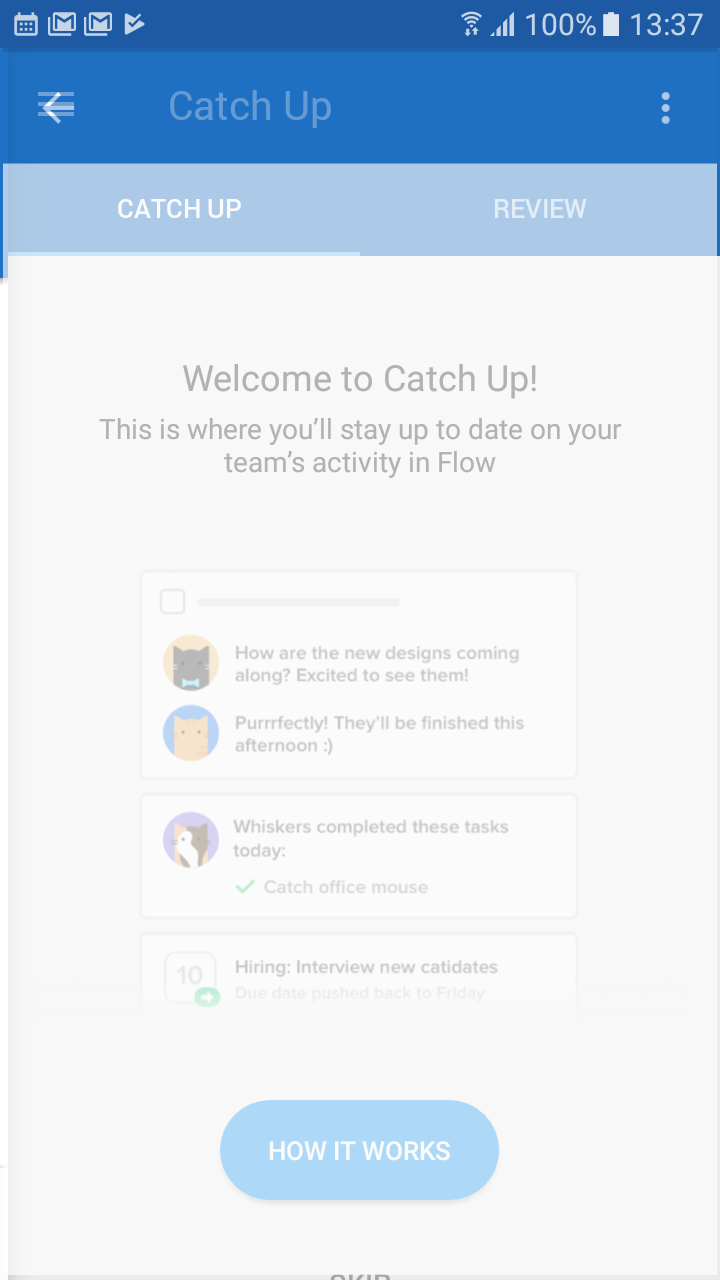 100% 13:37
Catch Up
CATCH UP REVIEW
Welcome to Catch Up!
This is where you’ll stay up to date on your
team’s activity in Flow
How are the new designs coming
along? Excited to see them!
Purrrfectly! They’ll be finished this
afternoon :)
Whiskers completed these tasks
today:
Catch office mouse
10
Hiring: Interview new catidates
Due date pushed back to Friday
HOW IT WORKS
SKIP